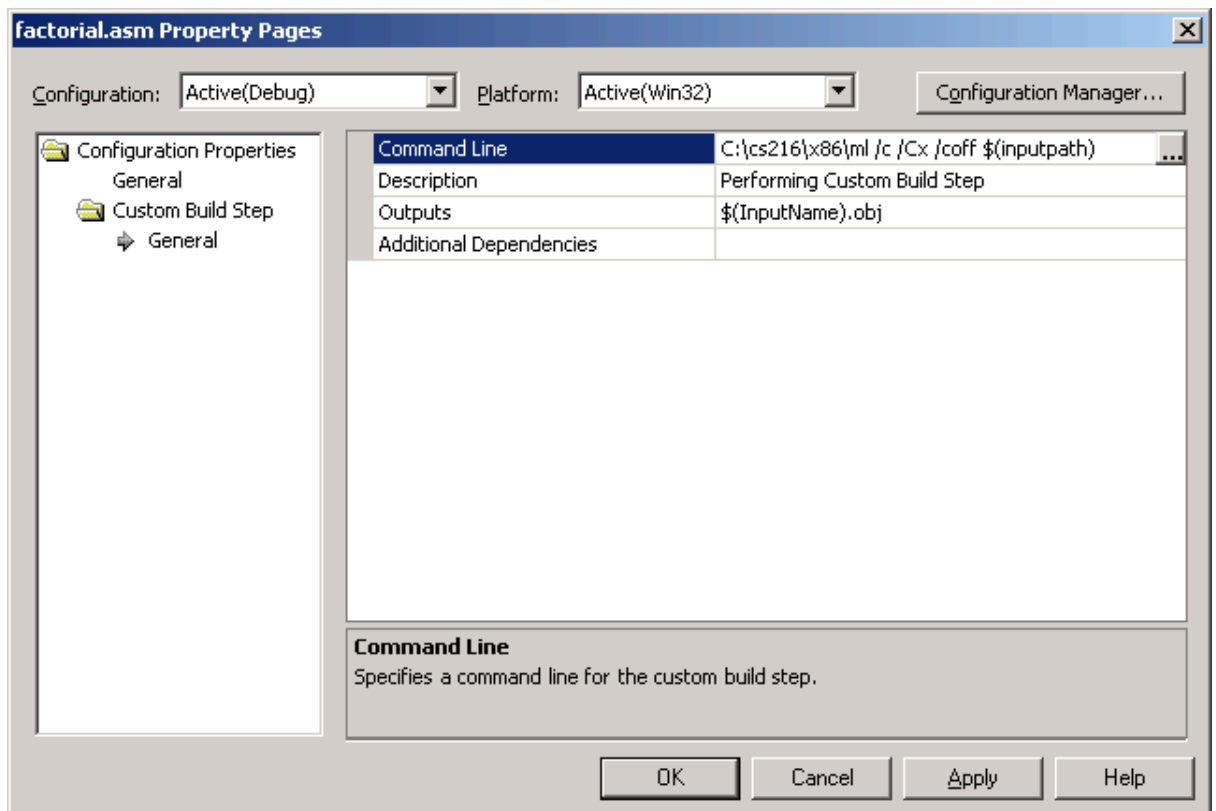 factorial.asm Property Pages
Configuration: Active(Debug) Platform: Active(Win32) Configuration Manager...
Configuration Properties
General
Custom Build Step
General
Command Line C:\cs216\x86\ml /c /Cx /coff $(inputpath) ...
Description Performing Custom Build Step
Outputs $(InputName).obj
Additional Dependencies
Command Line
Specifies a command line for the custom build step.
OK Cancel Apply Help